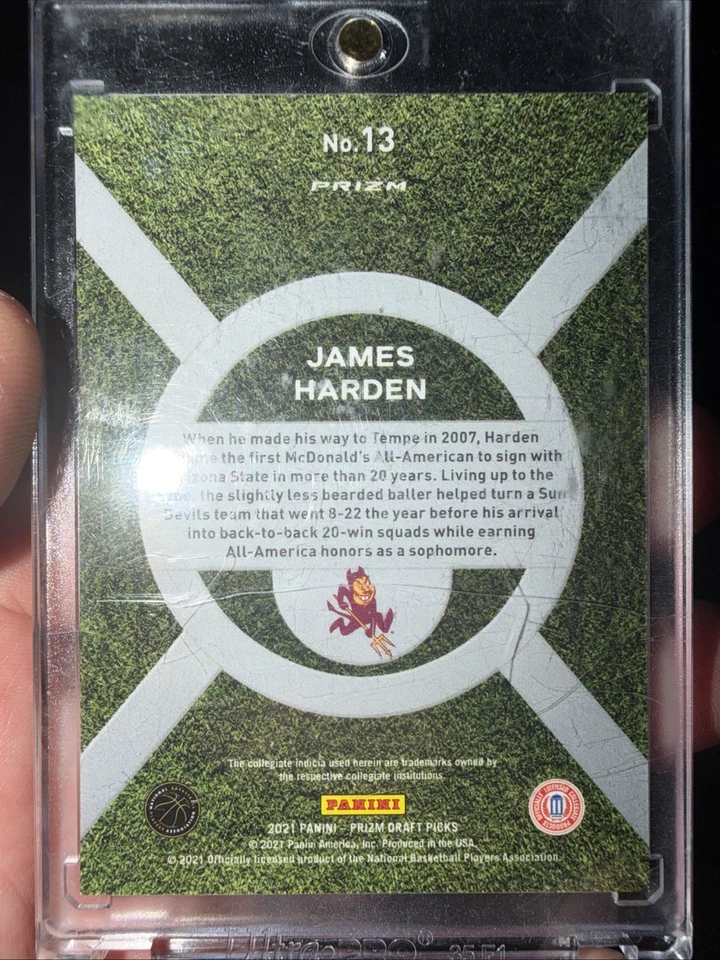 No.13
PRIZM
JAMES
HARDEN
When he made his way to Tempe in 2007, Harden
the first McDonald's All-American to sign with
State in more than 20 years. Living up to the
the slightly less bearded baller helped turn a Sun
Devils team that went 8-22 the year before his arrival
into back-to-back 20-win squads while earning
All-America honors as a sophomore.
The collegiate indicia used herein are trademarks owned by
the respective collegiate institutions.
PANINI
2021 PANINI – PRIZM DRAFT PICKS
© 2021 Panini America, Inc. Produced in the USA.
© 2021 Officially licensed product of the National Basketball Players Association.
OFFICIALLY LICENSED COLLEGIATE PRODUCTS